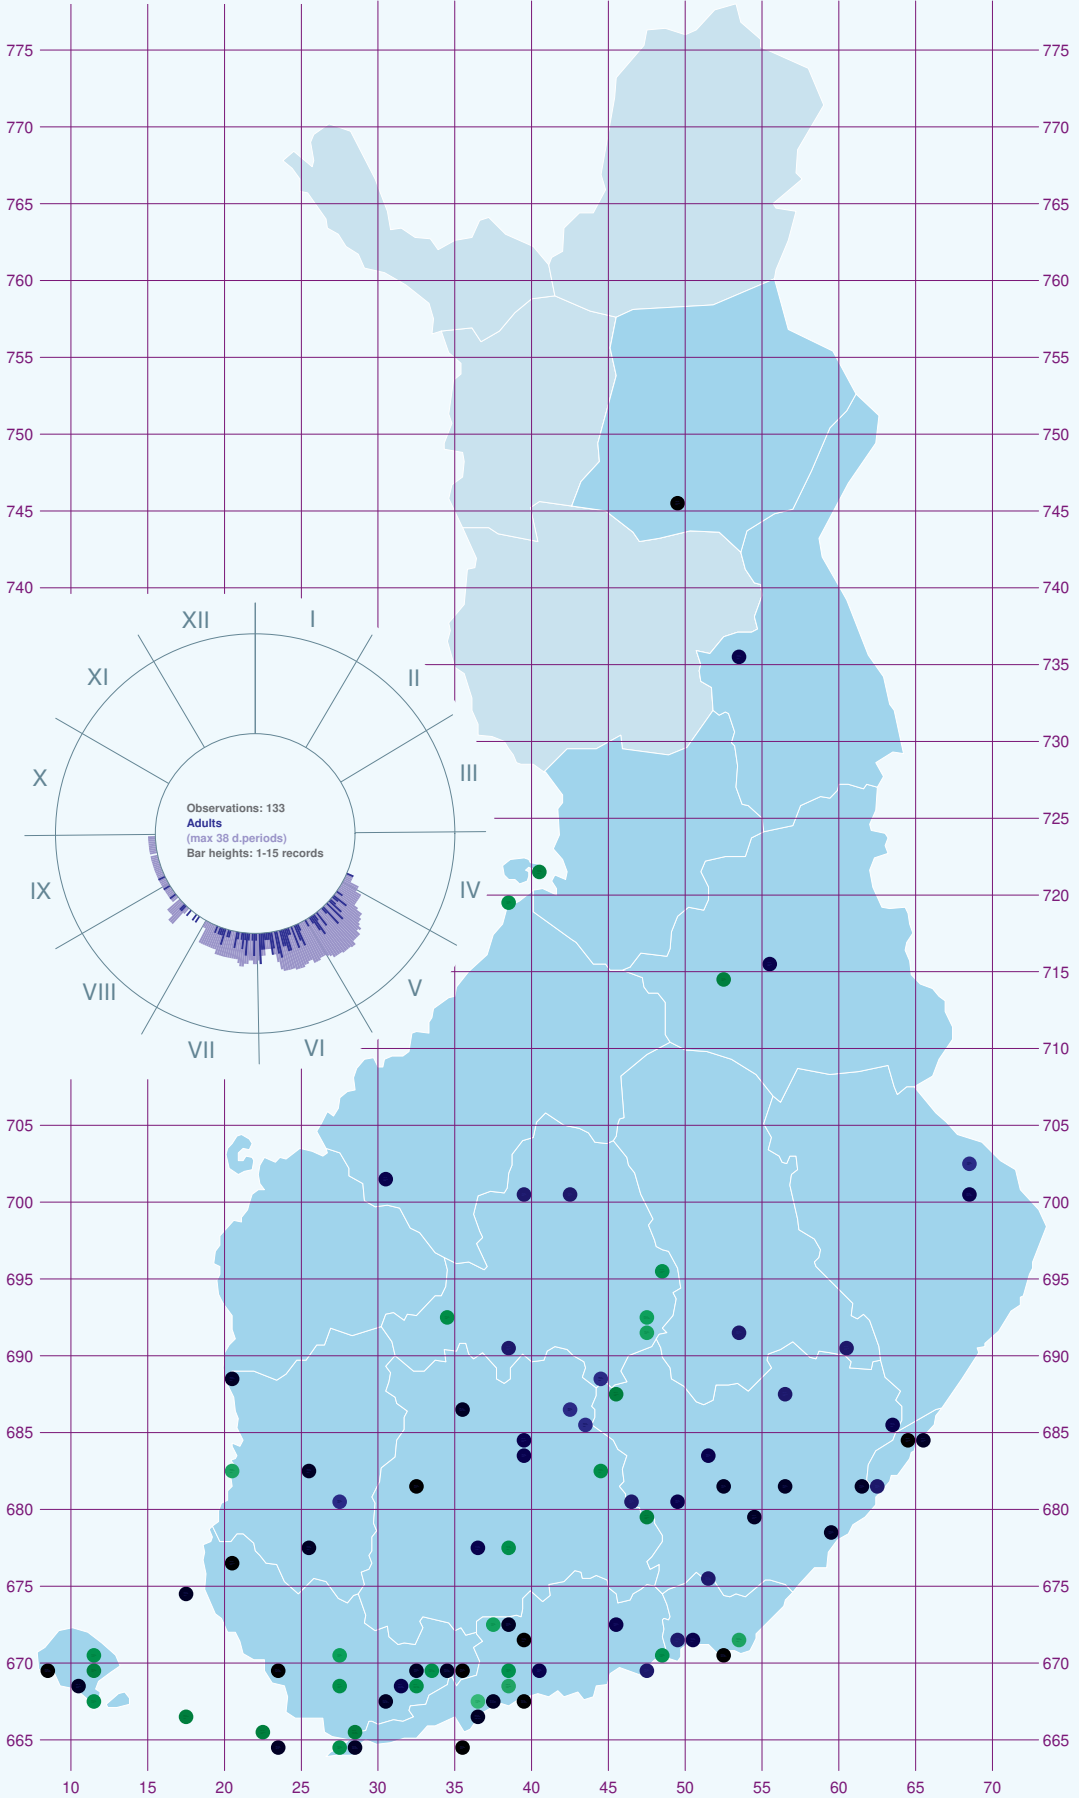 775 775
770 770
765 765
760 760
755 755
750 750
745 745
740 740
XII I
XI II
735
730
X III
Observations: 133
Adults
(max 38 d.periods)
Bar heights: 1-15 records
725
IX IV
720
VIII V
715
VII VI
710
705 705
700 700
695 695
690 690
685 685
680 680
675 675
670 670
665 665
10 15 20 25 30 35 40 45 50 55 60 65 70